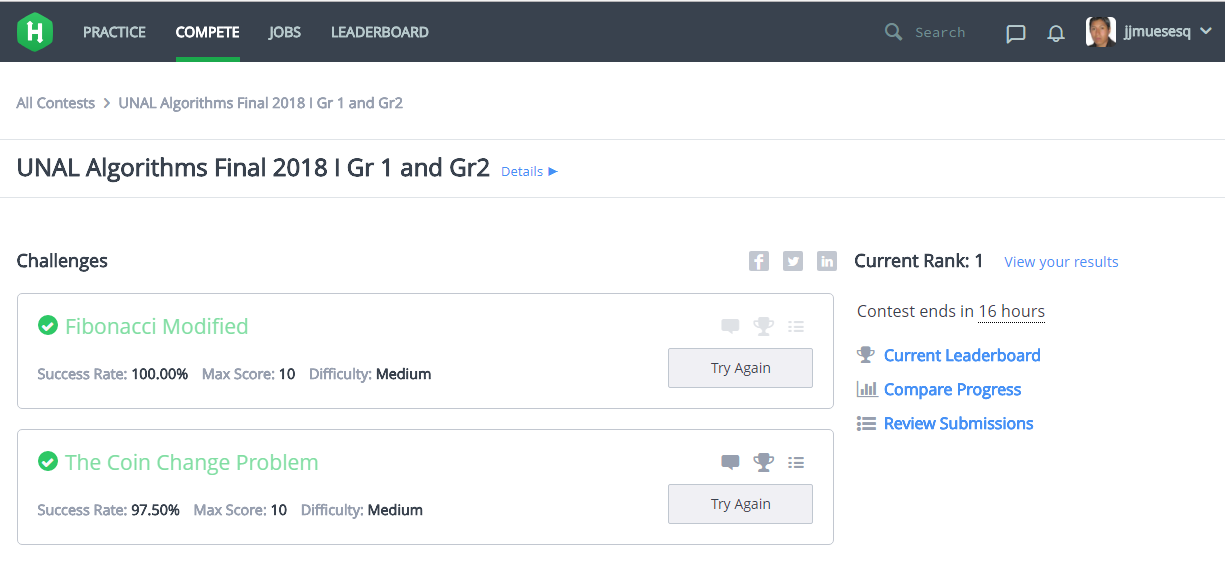 H PRACTICE COMPETE JOBS LEADERBOARD Search jjmuesesq
All Contests > UNAL Algorithms Final 2018 I Gr 1 and Gr2
UNAL Algorithms Final 2018 I Gr 1 and Gr2 Details ▶
Challenges
Fibonacci Modified
Success Rate: 100.00% Max Score: 10 Difficulty: Medium
Try Again
The Coin Change Problem
Success Rate: 97.50% Max Score: 10 Difficulty: Medium
Try Again
Current Rank: 1 View your results
Contest ends in 16 hours
Current Leaderboard
Compare Progress
Review Submissions